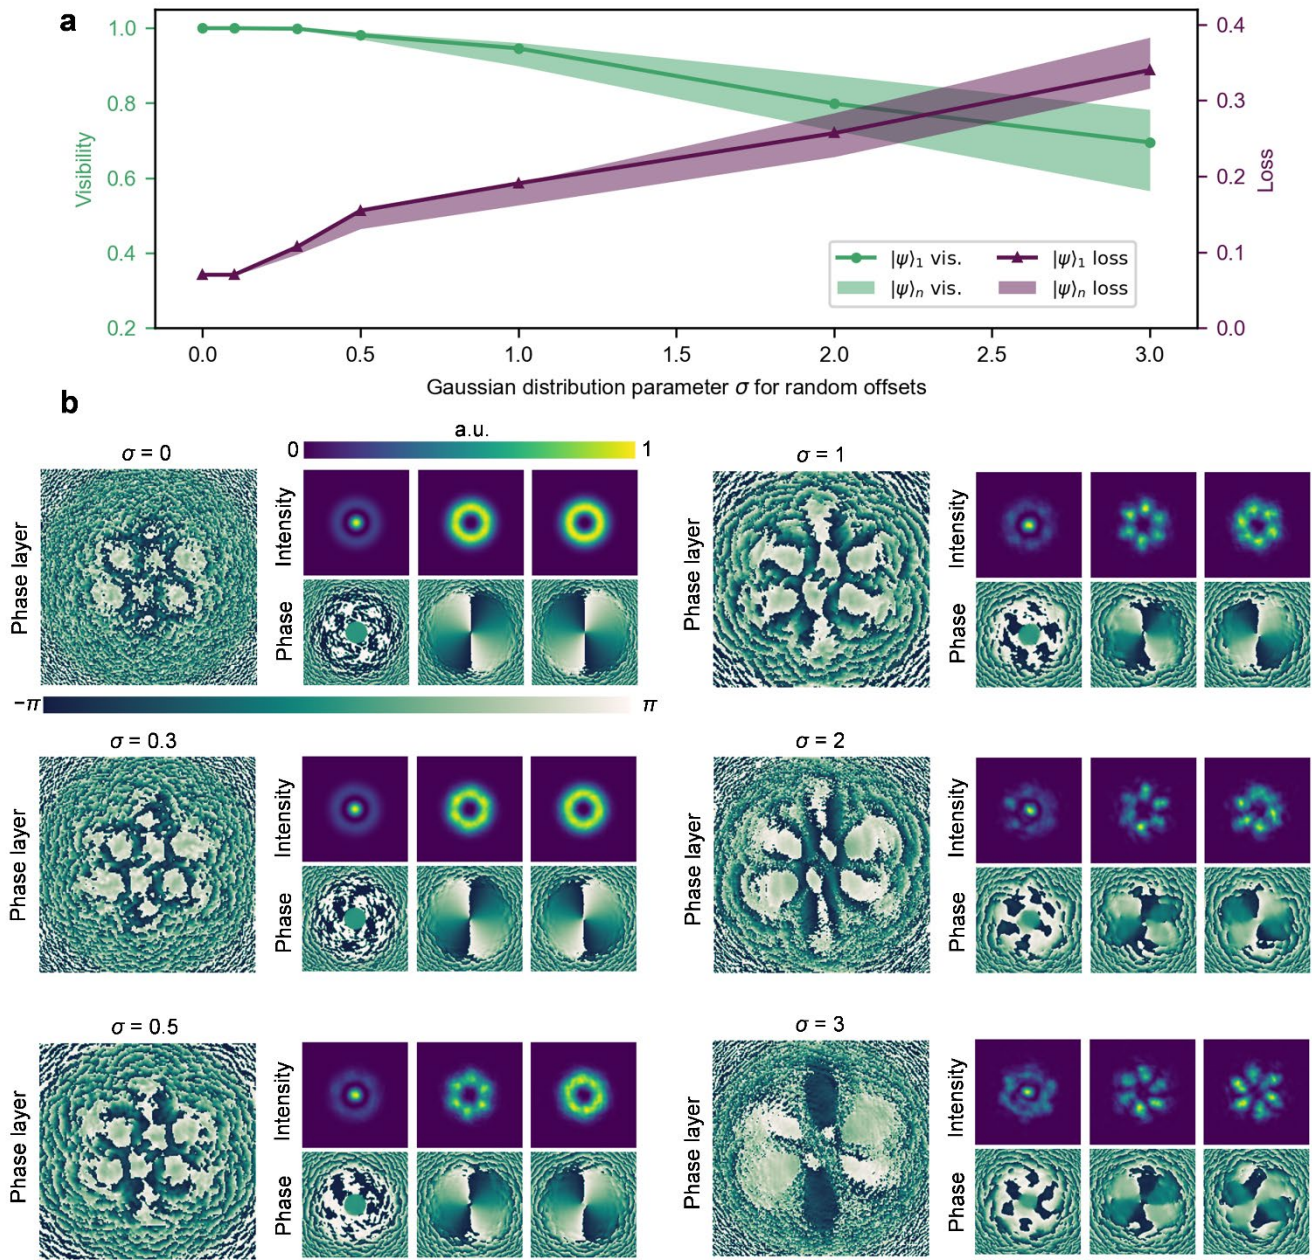 a
1.0
0.8
0.6
0.4
0.2
Visibility
0.4
0.3
0.2
0.1
0.0
Loss
|ψ⟩₁ vis.
|ψ⟩ₙ vis.
|ψ⟩₁ loss
|ψ⟩ₙ loss
0.0 0.5 1.0 1.5 2.0 2.5 3.0
Gaussian distribution parameter σ for random offsets
b
σ = 0
Phase layer
a.u.
0 1
Intensity
Phase
σ = 1
Phase layer
Intensity
Phase
−π π
σ = 0.3
Phase layer
Intensity
Phase
σ = 2
Phase layer
Intensity
Phase
σ = 0.5
Phase layer
Intensity
Phase
σ = 3
Phase layer
Intensity
Phase